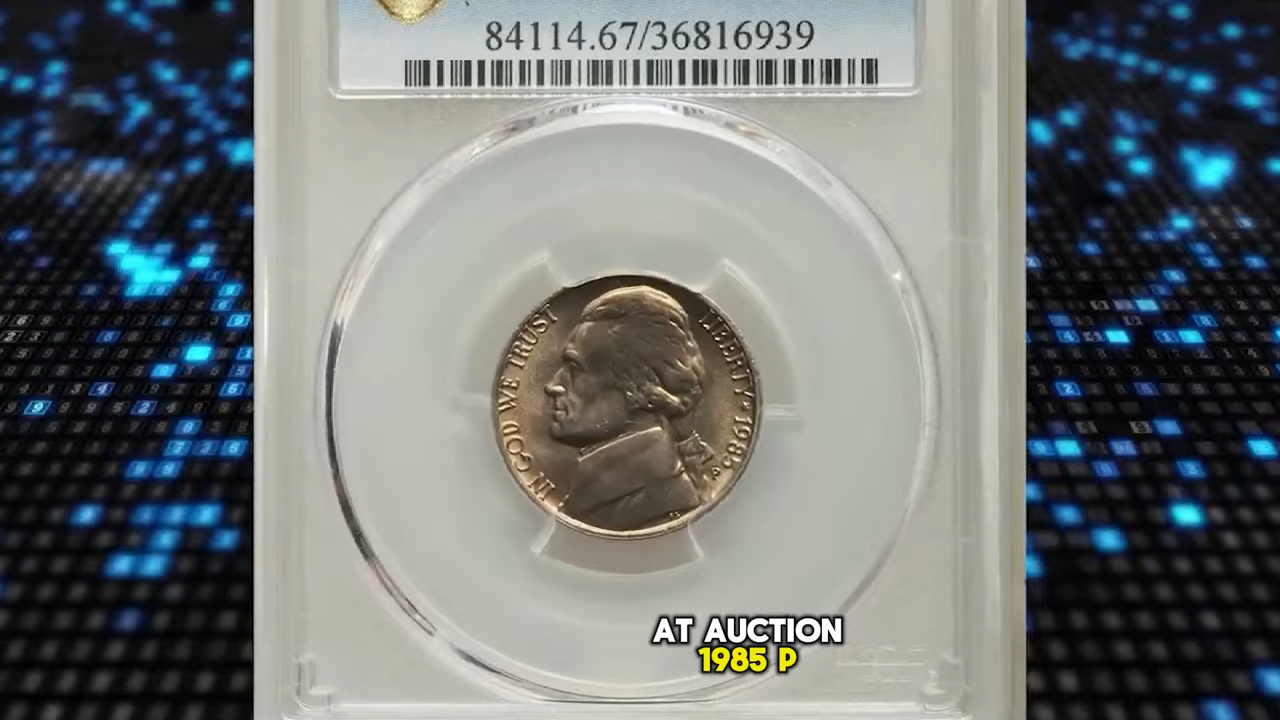 84114.67/36816939
IN GOD WE TRUST
LIBERTY • 1985
P
AT AUCTION
1985 P